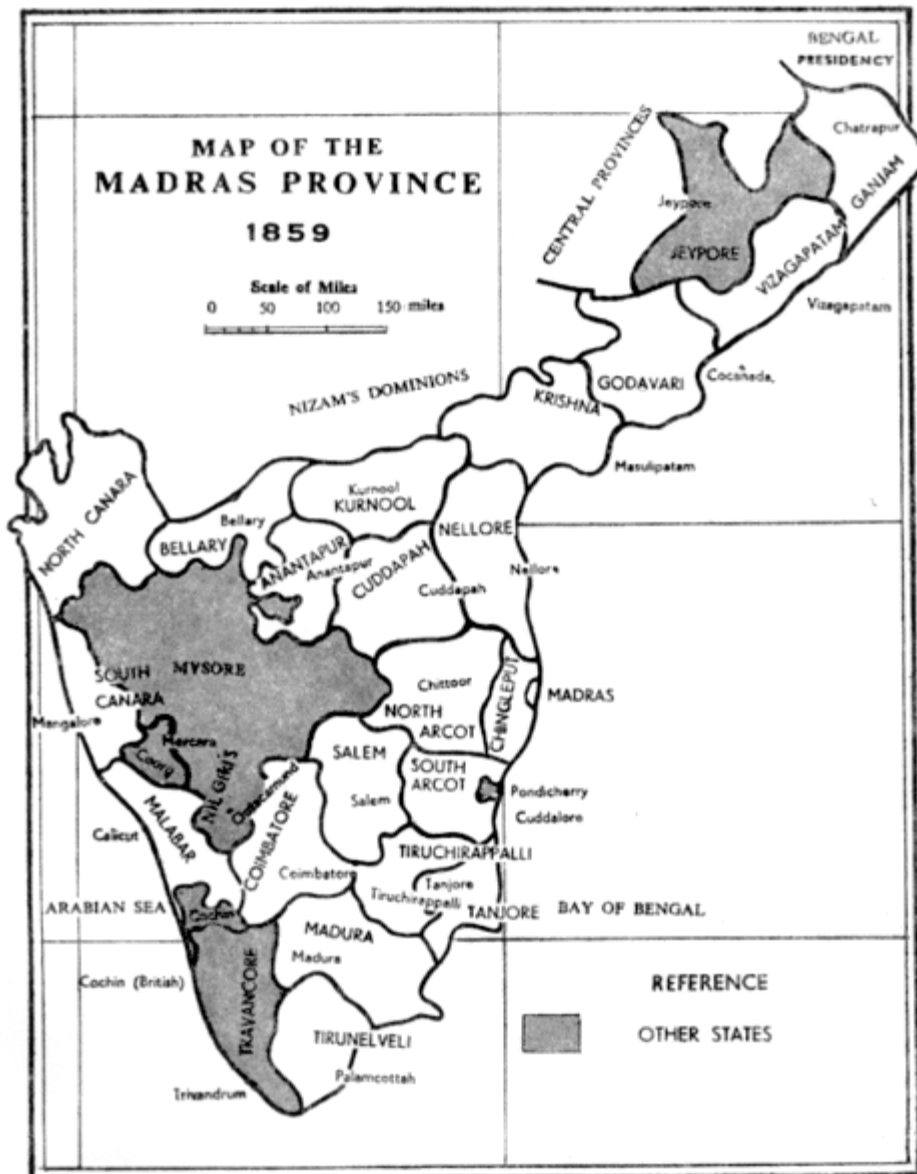 BENGAL
PRESIDENCY
MAP OF THE
MADRAS PROVINCE
1859
Scale of Miles
0 50 100 150 miles
CENTRAL PROVINCES
Chatrapur
GANJAM
Jeypore
JEYPORE
VIZAGAPATAM
Vizagapatam
NIZAM'S DOMINIONS
GODAVARI
Cocanada,
KRISHNA
Masulipatam
NORTH CANARA
Kurnool
KURNOOL
Bellary
BELLARY
NELLORE
ANANTAPUR
Anantapur
CUDDAPAH
Cuddapah
Nellore
SOUTH
CANARA
MYSORE
Chittoor
NORTH
ARCOT
CHINGLEPUT
MADRAS
Mangalore
Mercara
Coorg
SALEM
Salem
SOUTH
ARCOT
Pondicherry
Cuddalore
NILGIRI'S
Ootacamund
MALABAR
Calicut
COIMBATORE
Coimbatore
TIRUCHIRAPPALLI
Tanjore
Tiruchirappalli
TANJORE
ARABIAN SEA
Cochin
BAY OF BENGAL
MADURA
Madura
Cochin (British)
TRAVANCORE
REFERENCE
OTHER STATES
TIRUNELVELI
Palamcottah
Trivandrum